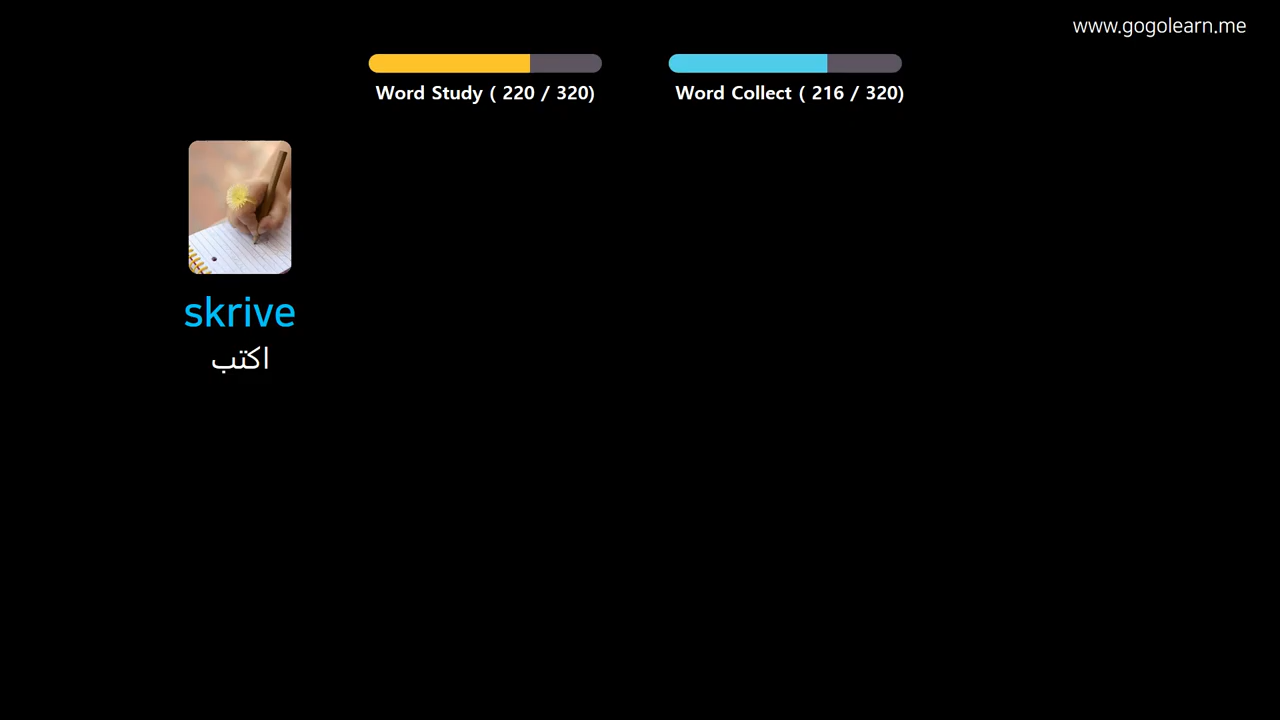 www.gogolearn.me
Word Study ( 220 / 320)
Word Collect ( 216 / 320)
skrive
اكتب